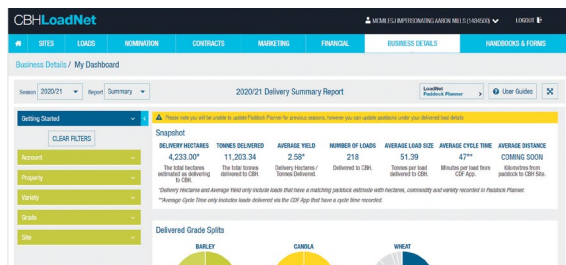 CBHLoadNet
MCMILESJ IMPERSONATING AARON MILLS (1484500)
LOGOUT
SITES
LOADS
NOMINATION
CONTRACTS
MARKETING
FINANCIAL
BUSINESS DETAILS
HANDBOOKS & FORMS
Business Details / My Dashboard
Season 2020/21 Report Summary
2020/21 Delivery Summary Report
LoadNet
Paddock Planner >
User Guides
Getting Started
CLEAR FILTERS
Account
Property
Variety
Grade
Site
Please note you will be unable to update Paddock Planner for previous seasons, however you can update paddocks under your delivered load details
Snapshot
DELIVERY HECTARES
4,233.00*
The total hectares
estimated as delivering
to CBH.
TONNES DELIVERED
11,203.34
The total tonnes
delivered to CBH.
AVERAGE YIELD
2.58*
Delivery Hectares /
Tonnes Delivered.
NUMBER OF LOADS
218
Delivered to CBH.
AVERAGE LOAD SIZE
51.39
Tonnes per load
delivered to CBH.
AVERAGE CYCLE TIME
47**
Minutes per load from
CDF App.
AVERAGE DISTANCE
COMING SOON
Kilometres from
paddock to CBH Site.
*Delivery Hectares and Average Yield only include loads that have a matching paddock estimate with hectares, commodity and variety recorded in Paddock Planner.
**Average Cycle Time only includes loads delivered via the CDF App that have a cycle time recorded.
Delivered Grade Splits
BARLEY
CANOLA
WHEAT